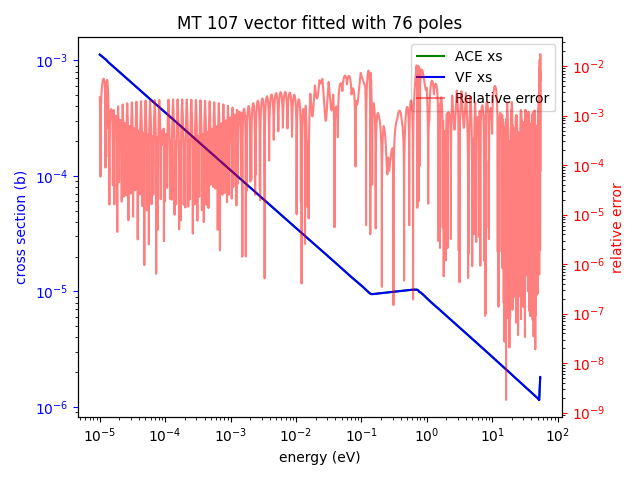 MT 107 vector fitted with 76 poles
ACE xs
VF xs
Relative error
cross section (b)
10⁻³
10⁻⁴
10⁻⁵
10⁻⁶
relative error
10⁻²
10⁻³
10⁻⁴
10⁻⁵
10⁻⁶
10⁻⁷
10⁻⁸
10⁻⁹
10⁻⁵ 10⁻⁴ 10⁻³ 10⁻² 10⁻¹ 10⁰ 10¹ 10²
energy (eV)